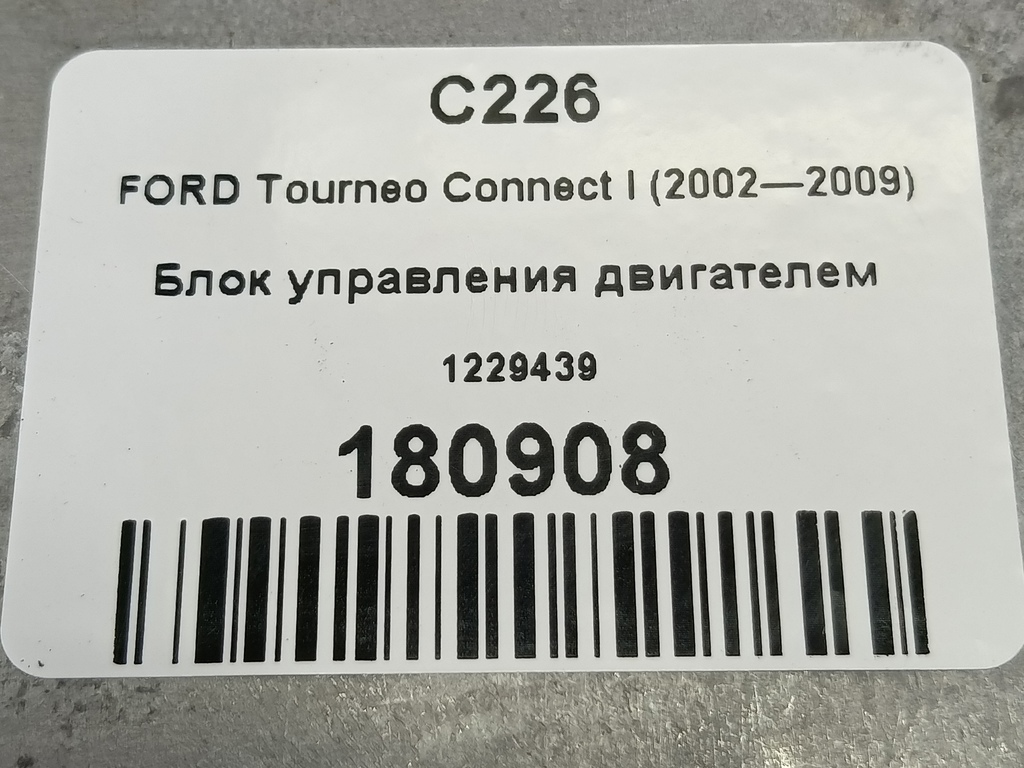 C226
FORD Tourneo Connect I (2002—2009)
Блок управления двигателем
1229439
180908